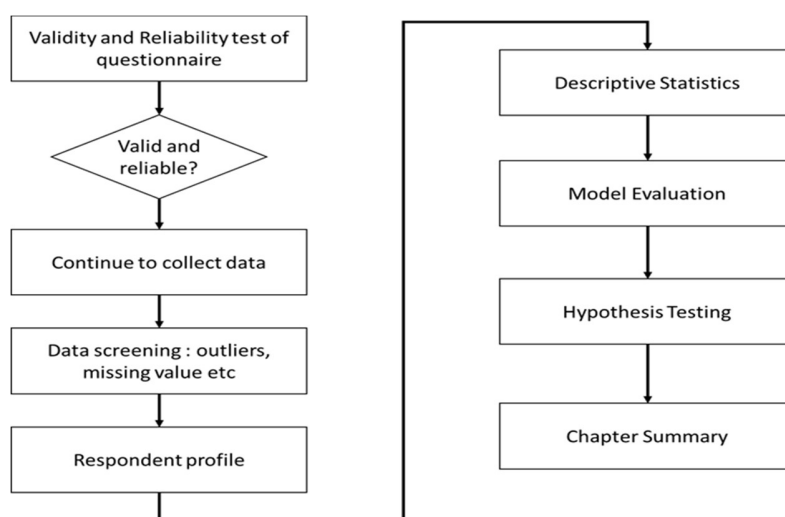 Validity and Reliability test of
questionnaire
Valid and
reliable?
Continue to collect data
Data screening : outliers,
missing value etc
Respondent profile
Descriptive Statistics
Model Evaluation
Hypothesis Testing
Chapter Summary